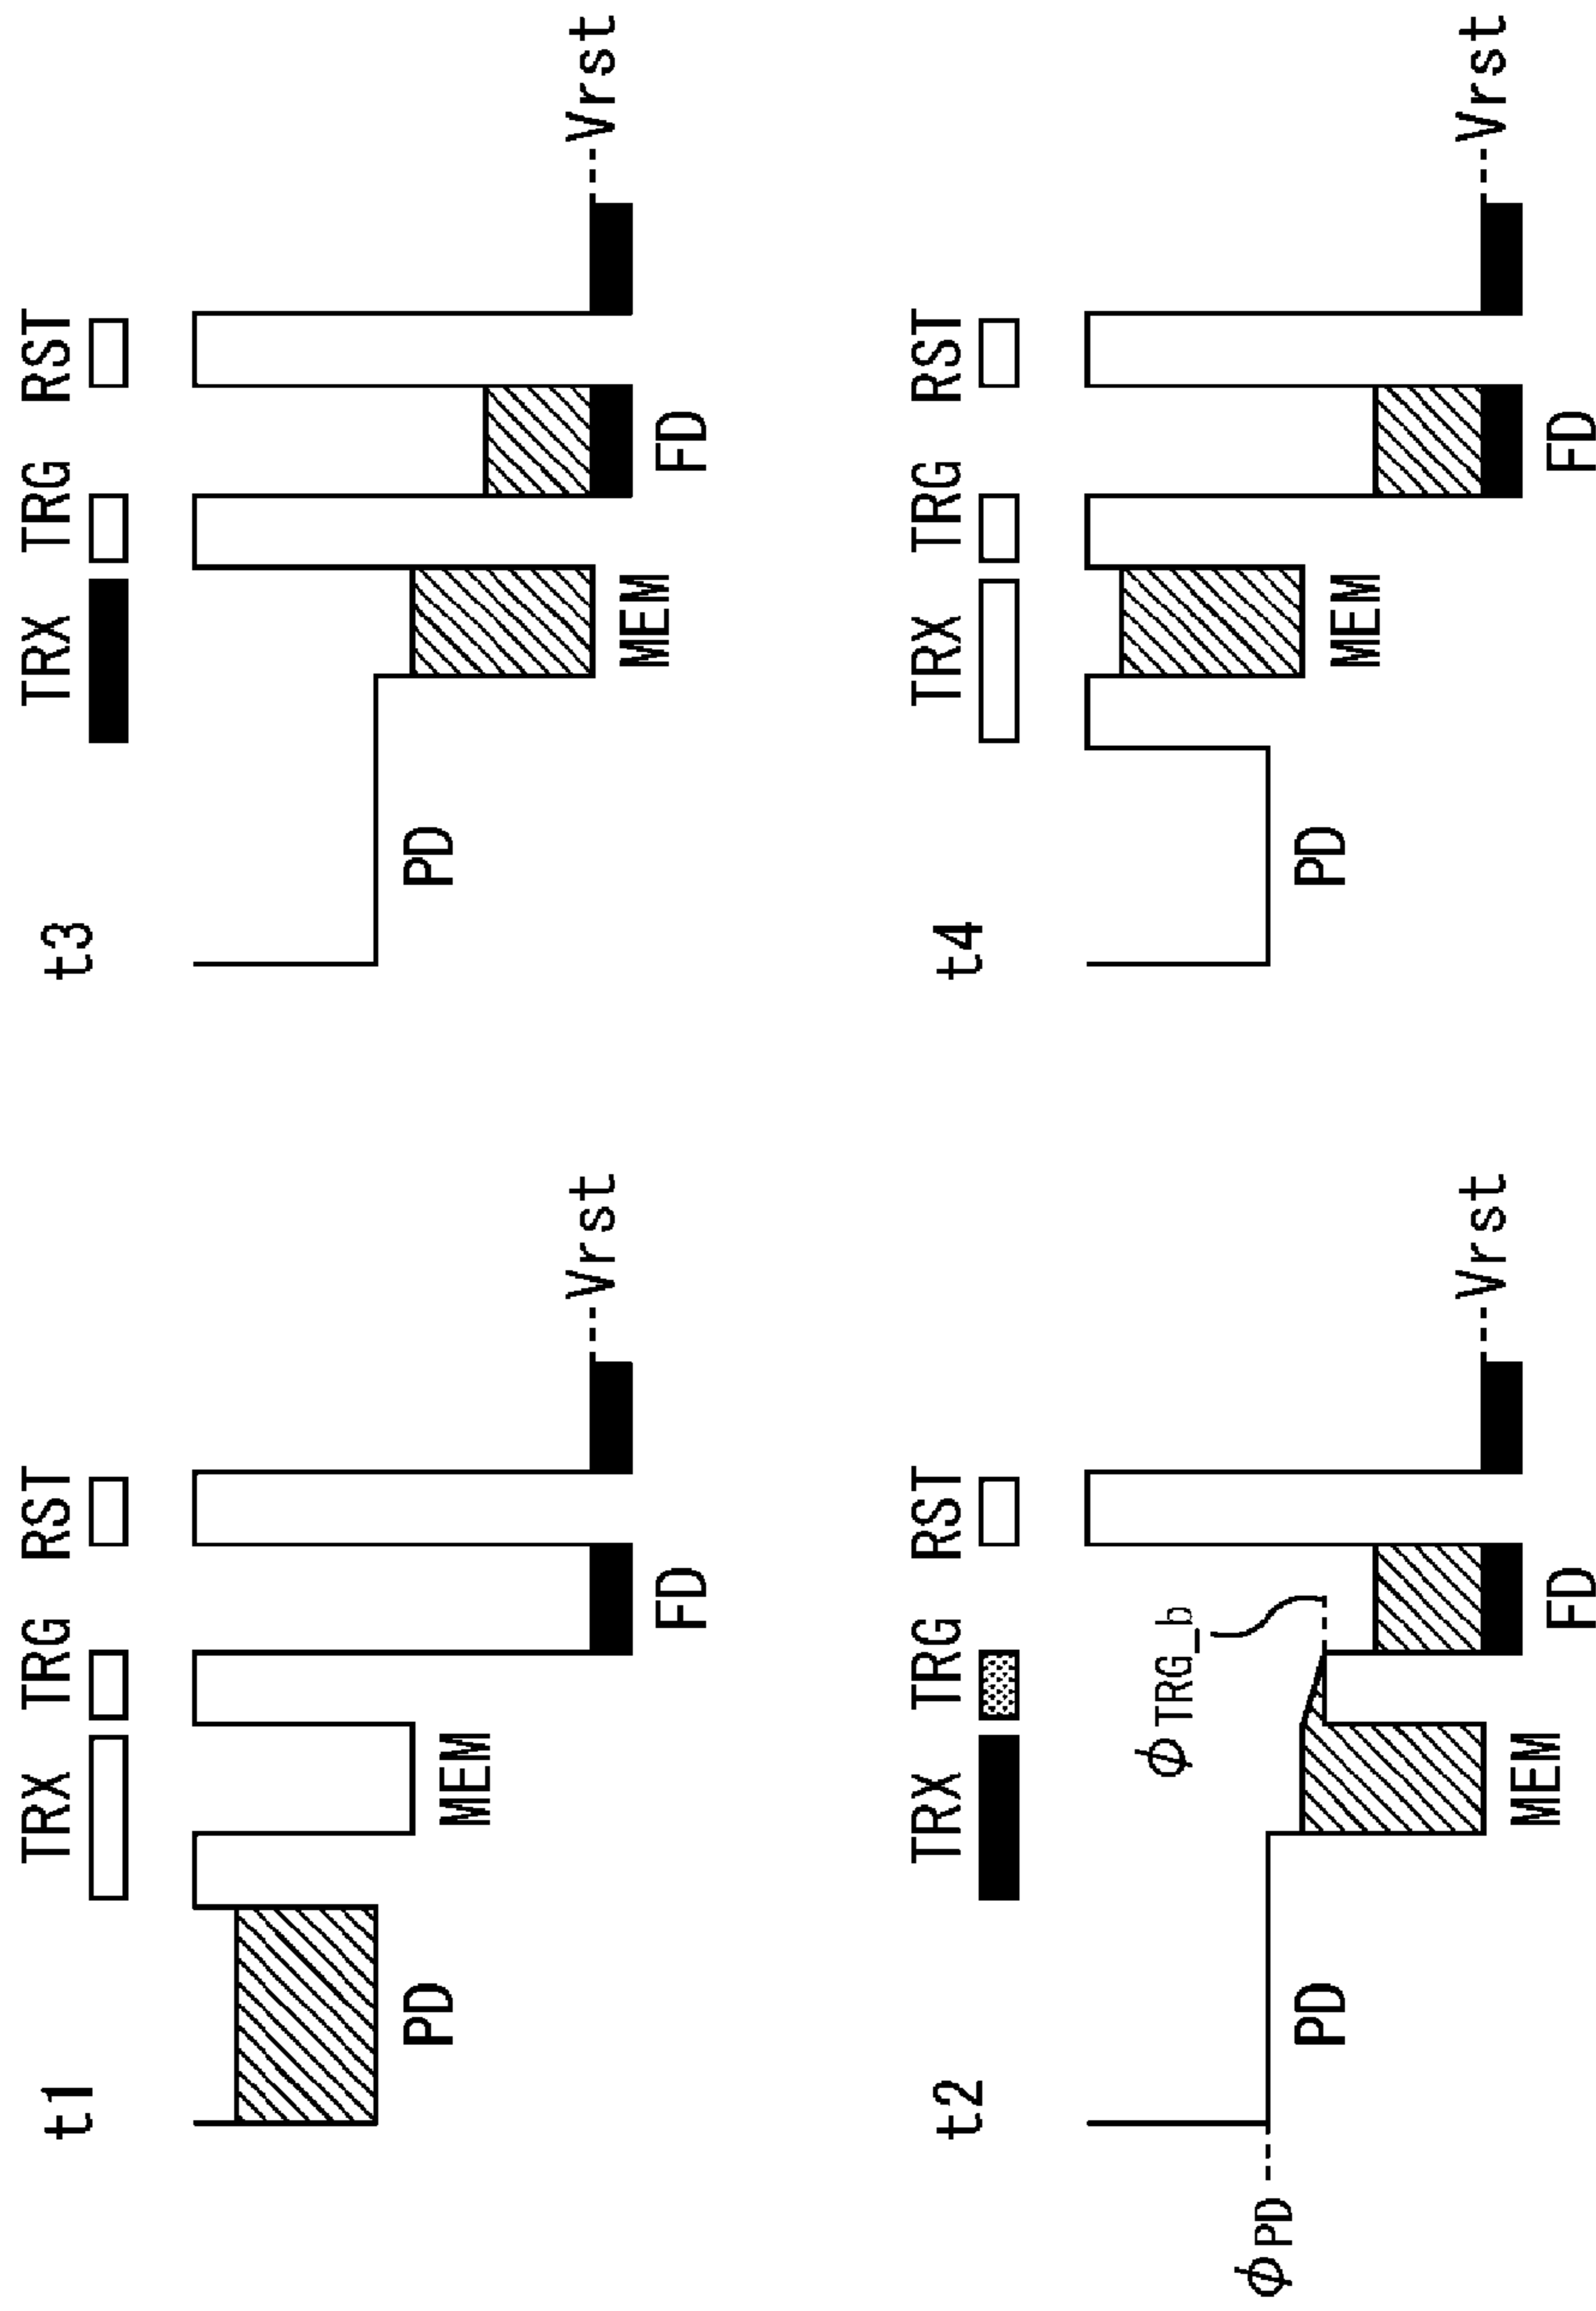 t1
TRX TRG RST
Vrst
PD
MEM
FD
t2
TRX TRG RST
φPD
φTRG_b
Vrst
PD
MEM
FD
t3
TRX TRG RST
Vrst
PD
MEM
FD
t4
TRX TRG RST
Vrst
PD
MEM
FD